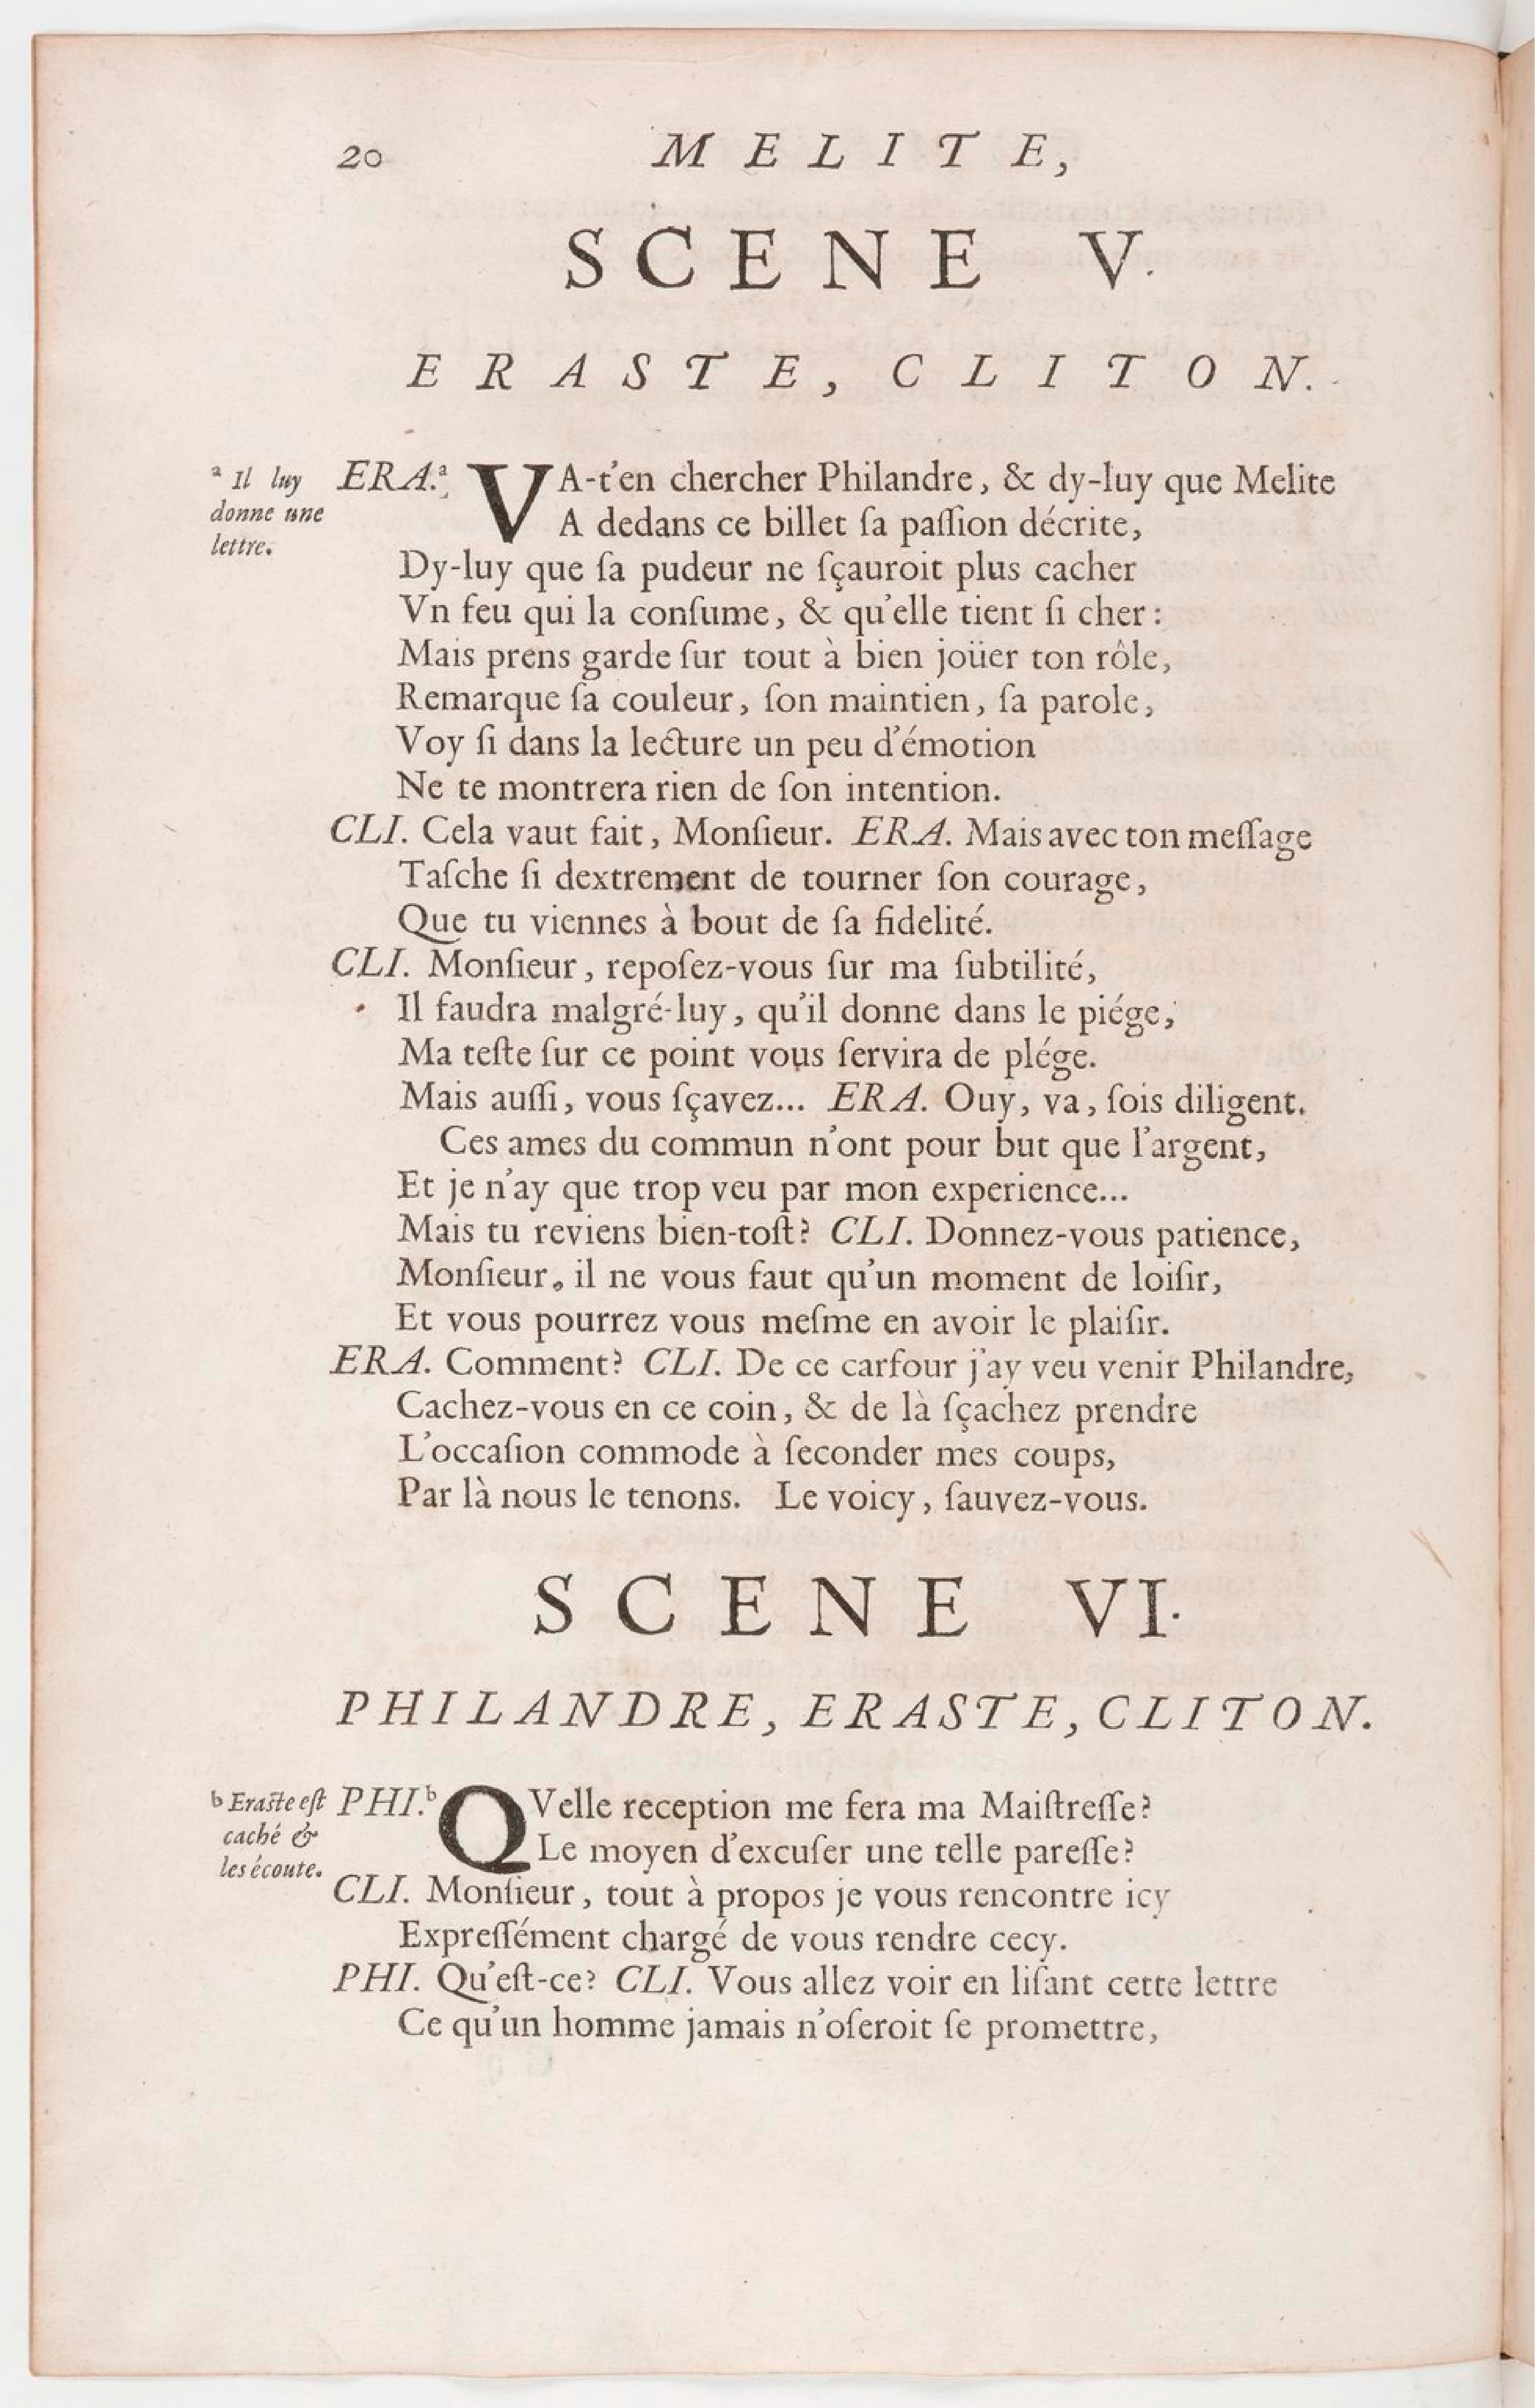 20 MELITE,
SCENE V.
ERASTE, CLITON.
ᵃ Il luy
donne une
lettre.
ERA.ᵃ VA-t'en chercher Philandre, & dy-luy que Melite
A dedans ce billet ſa paſſion décrite,
Dy-luy que ſa pudeur ne ſçauroit plus cacher
Vn feu qui la conſume, & qu'elle tient ſi cher:
Mais prens garde ſur tout à bien joüer ton rôle,
Remarque ſa couleur, ſon maintien, ſa parole,
Voy ſi dans la lecture un peu d'émotion
Ne te montrera rien de ſon intention.
CLI. Cela vaut fait, Monſieur. ERA. Mais avec ton meſſage
Taſche ſi dextrement de tourner ſon courage,
Que tu viennes à bout de ſa fidelité.
CLI. Monſieur, repoſez-vous ſur ma ſubtilité,
Il faudra malgré-luy, qu'il donne dans le piége,
Ma teſte ſur ce point vous ſervira de plége.
Mais auſſi, vous ſçavez... ERA. Ouy, va, ſois diligent.
Ces ames du commun n'ont pour but que l'argent,
Et je n'ay que trop veu par mon experience...
Mais tu reviens bien-toſt? CLI. Donnez-vous patience,
Monſieur, il ne vous faut qu'un moment de loiſir,
Et vous pourrez vous meſme en avoir le plaiſir.
ERA. Comment? CLI. De ce carfour j'ay veu venir Philandre,
Cachez-vous en ce coin, & de là ſçachez prendre
L'occaſion commode à ſeconder mes coups,
Par là nous le tenons. Le voicy, ſauvez-vous.
SCENE VI.
PHILANDRE, ERASTE, CLITON.
ᵇ Eraſte eſt
caché &
les écoute.
PHI.ᵇ QVelle reception me fera ma Maiſtreſſe?
Le moyen d'excuſer une telle pareſſe?
CLI. Monſieur, tout à propos je vous rencontre icy
Expreſſément chargé de vous rendre cecy.
PHI. Qu'eſt-ce? CLI. Vous allez voir en liſant cette lettre
Ce qu'un homme jamais n'oſeroit ſe promettre,